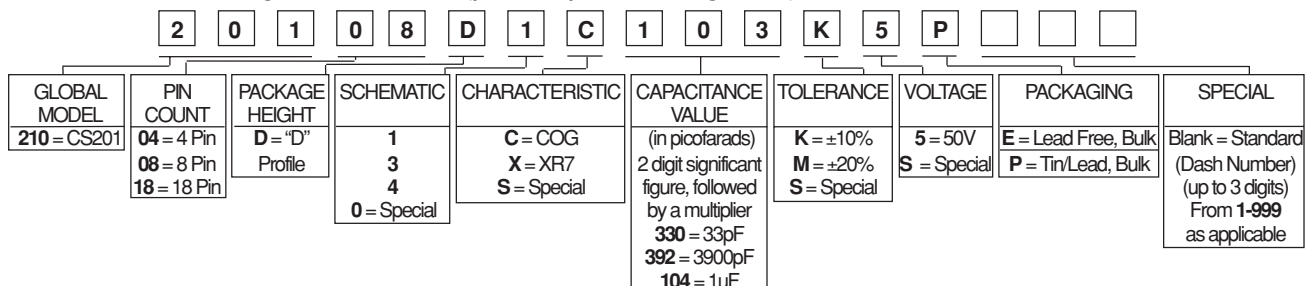 2 0 1 0 8 D 1 C 1 0 3 K 5 P
GLOBAL MODEL
210 = CS201
PIN COUNT
04 = 4 Pin
08 = 8 Pin
18 = 18 Pin
PACKAGE HEIGHT
D = "D"
Profile
SCHEMATIC
1
3
4
0 = Special
CHARACTERISTIC
C = COG
X = XR7
S = Special
CAPACITANCE VALUE
(in picofarads)
2 digit significant
figure, followed
by a multiplier
330 = 33pF
392 = 3900pF
104 = 1uF
TOLERANCE
K = ±10%
M = ±20%
S = Special
VOLTAGE
5 = 50V
S = Special
PACKAGING
E = Lead Free, Bulk
P = Tin/Lead, Bulk
SPECIAL
Blank = Standard
(Dash Number)
(up to 3 digits)
From 1-999
as applicable